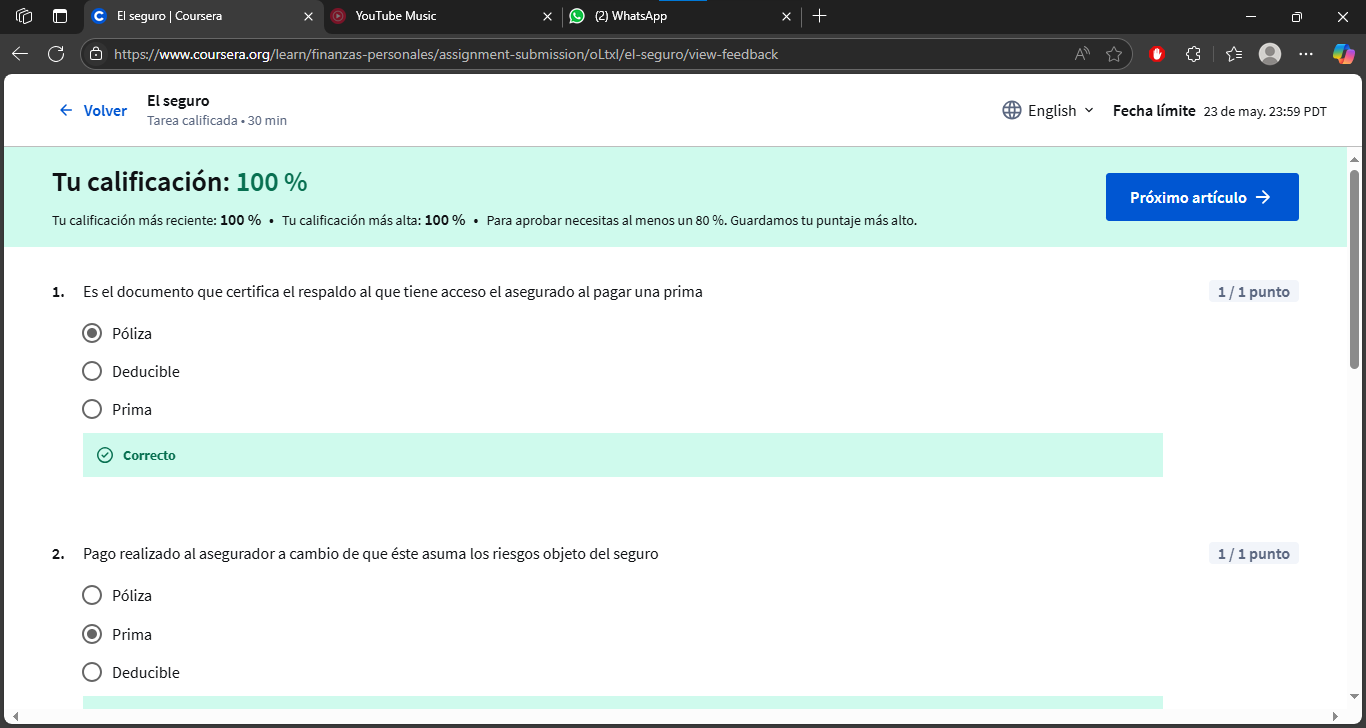 El seguro | Coursera
YouTube Music
(2) WhatsApp
https://www.coursera.org/learn/finanzas-personales/assignment-submission/oLtxl/el-seguro/view-feedback
Volver
El seguro
Tarea calificada • 30 min
English
Fecha límite 23 de may. 23:59 PDT
Tu calificación: 100 %
Tu calificación más reciente: 100 % • Tu calificación más alta: 100 % • Para aprobar necesitas al menos un 80 %. Guardamos tu puntaje más alto.
Próximo artículo
1. Es el documento que certifica el respaldo al que tiene acceso el asegurado al pagar una prima
1 / 1 punto
Póliza
Deducible
Prima
Correcto
2. Pago realizado al asegurador a cambio de que éste asuma los riesgos objeto del seguro
1 / 1 punto
Póliza
Prima
Deducible